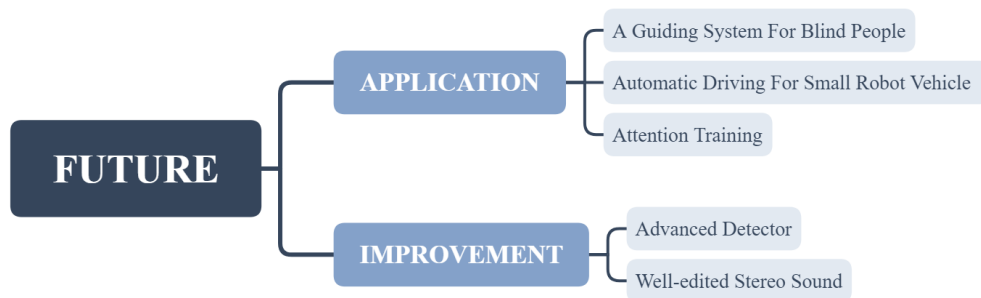 FUTURE
APPLICATION
A Guiding System For Blind People
Automatic Driving For Small Robot Vehicle
Attention Training
IMPROVEMENT
Advanced Detector
Well-edited Stereo Sound